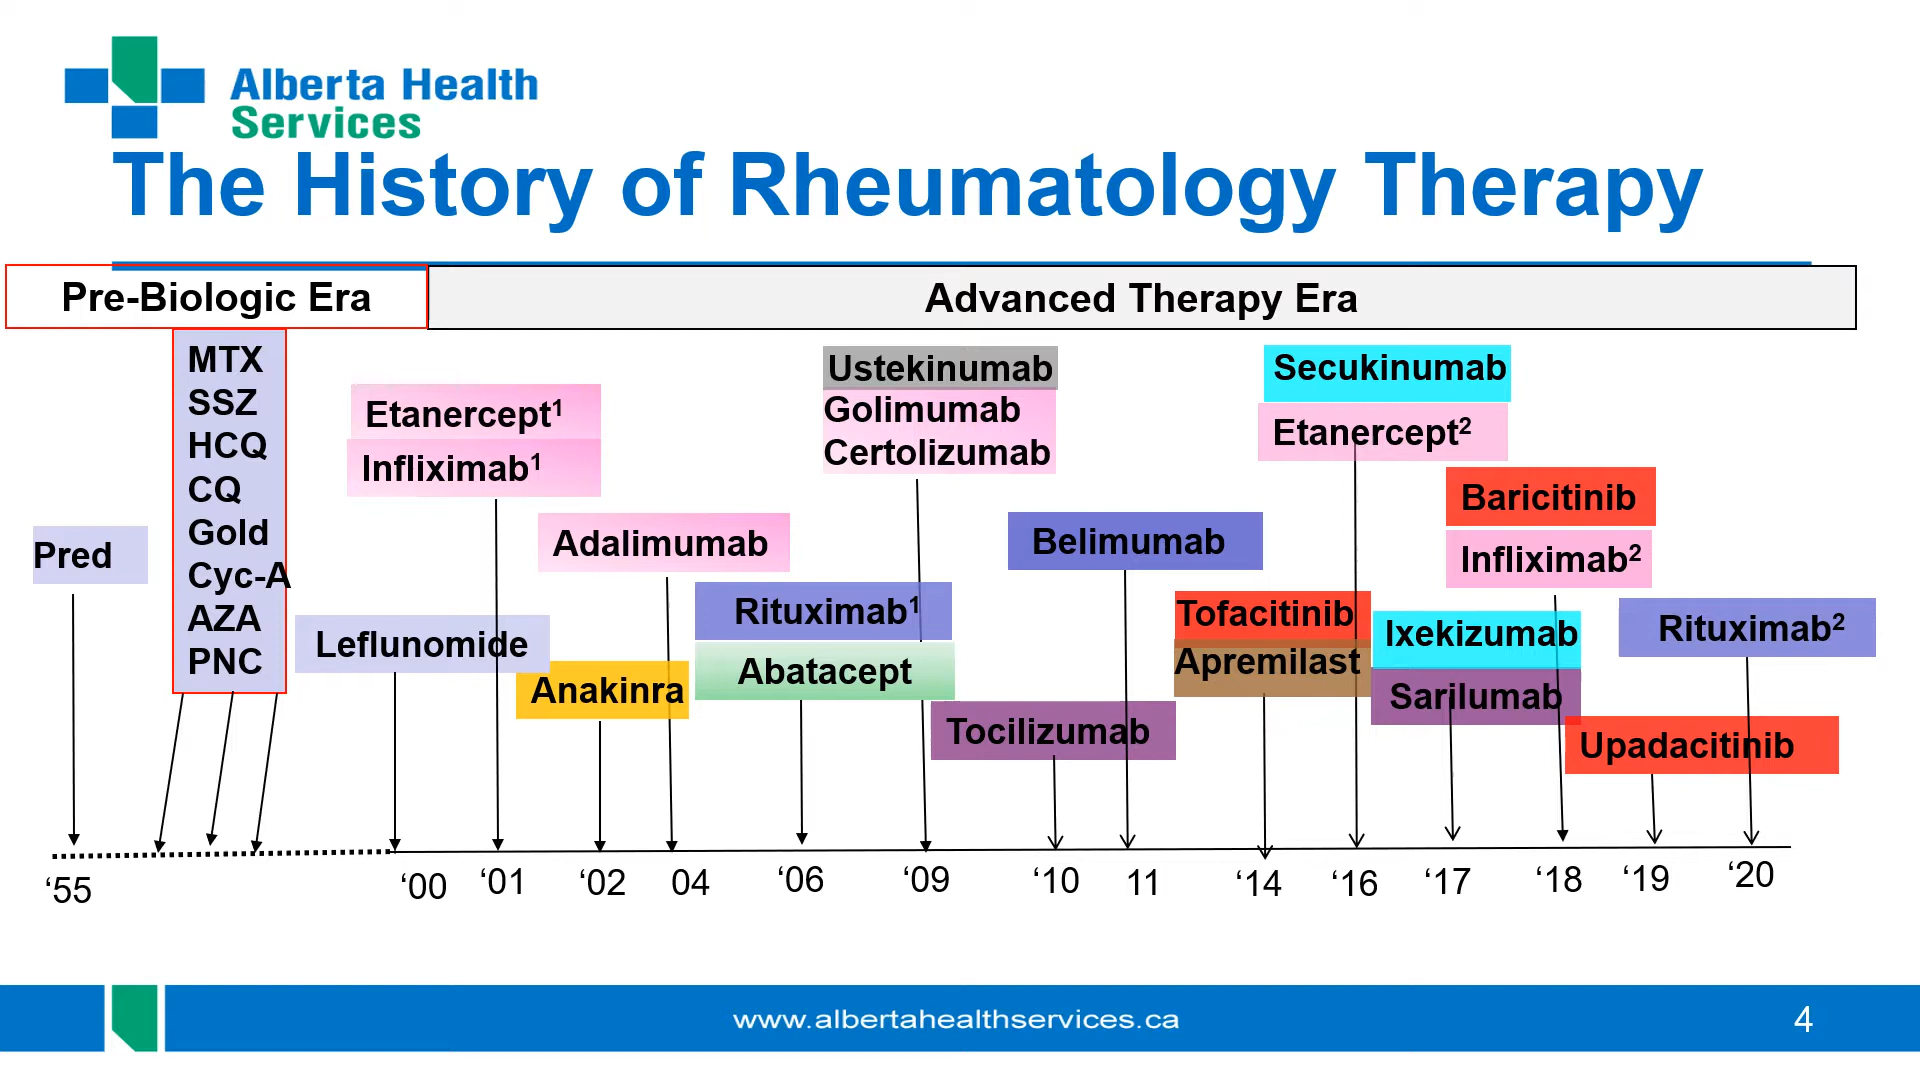 Alberta Health
Services
The History of Rheumatology Therapy
Pre-Biologic Era
Advanced Therapy Era
Pred
MTX
SSZ
HCQ
CQ
Gold
Cyc-A
AZA
PNC
Leflunomide
Etanercept¹
Infliximab¹
Anakinra
Adalimumab
Rituximab¹
Abatacept
Ustekinumab
Golimumab
Certolizumab
Tocilizumab
Belimumab
Tofacitinib
Apremilast
Secukinumab
Etanercept²
Ixekizumab
Sarilumab
Baricitinib
Infliximab²
Upadacitinib
Rituximab²
‘55
‘00
‘01
‘02
04
‘06
‘09
‘10
11
‘14
‘16
‘17
‘18
‘19
‘20
www.albertahealthservices.ca
4